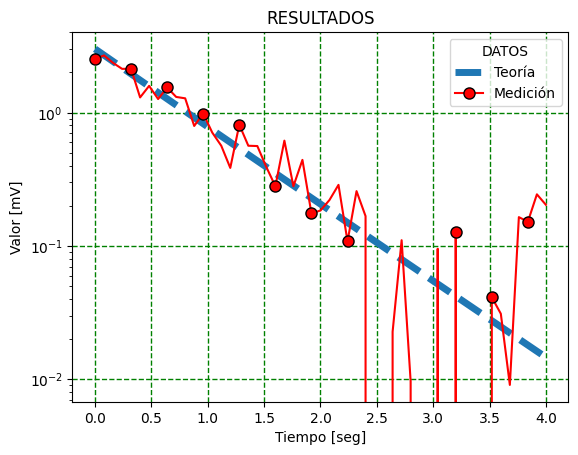 RESULTADOS
DATOS
Teoría
Medición
Valor [mV]
10⁰
10⁻¹
10⁻²
0.0 0.5 1.0 1.5 2.0 2.5 3.0 3.5 4.0
Tiempo [seg]